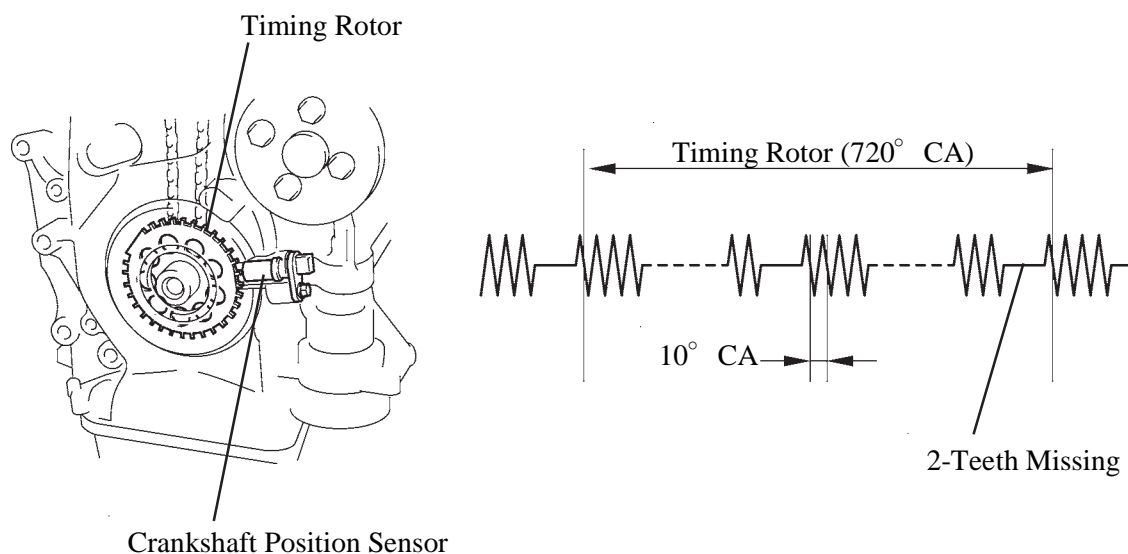 Timing Rotor
Timing Rotor (720° CA)
10° CA
2-Teeth Missing
Crankshaft Position Sensor